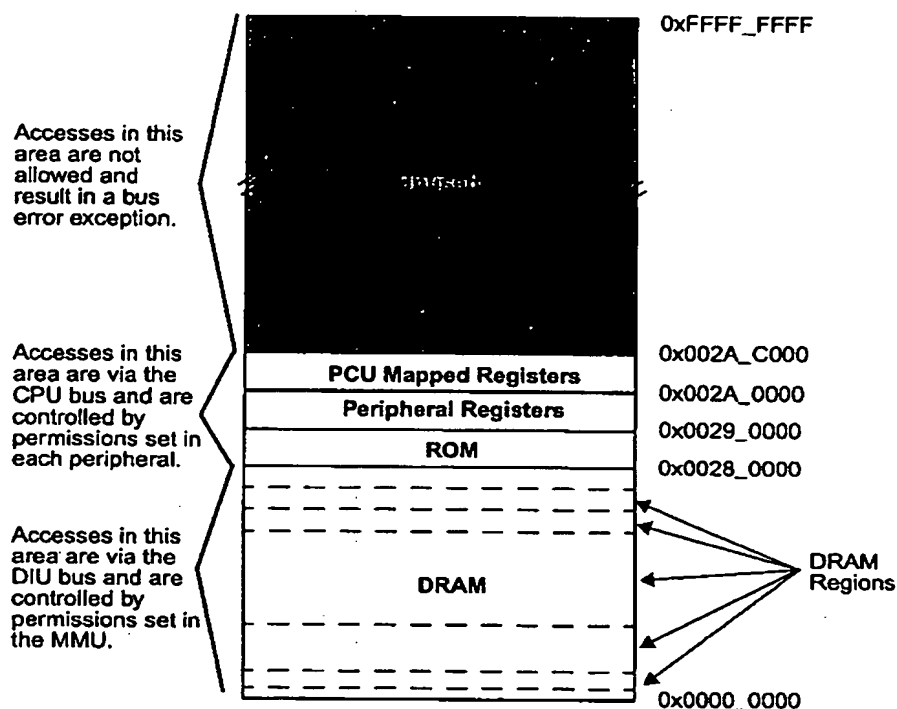 0xFFFF_FFFF
Accesses in this
area are not
allowed and
result in a bus
error exception.
Accesses in this
area are via the
CPU bus and are
controlled by
permissions set in
each peripheral.
0x002A_C000
PCU Mapped Registers
0x002A_0000
Peripheral Registers
0x0029_0000
ROM
0x0028_0000
Accesses in this
area are via the
DIU bus and are
controlled by
permissions set in
the MMU.
DRAM
DRAM
Regions
0x0000_0000